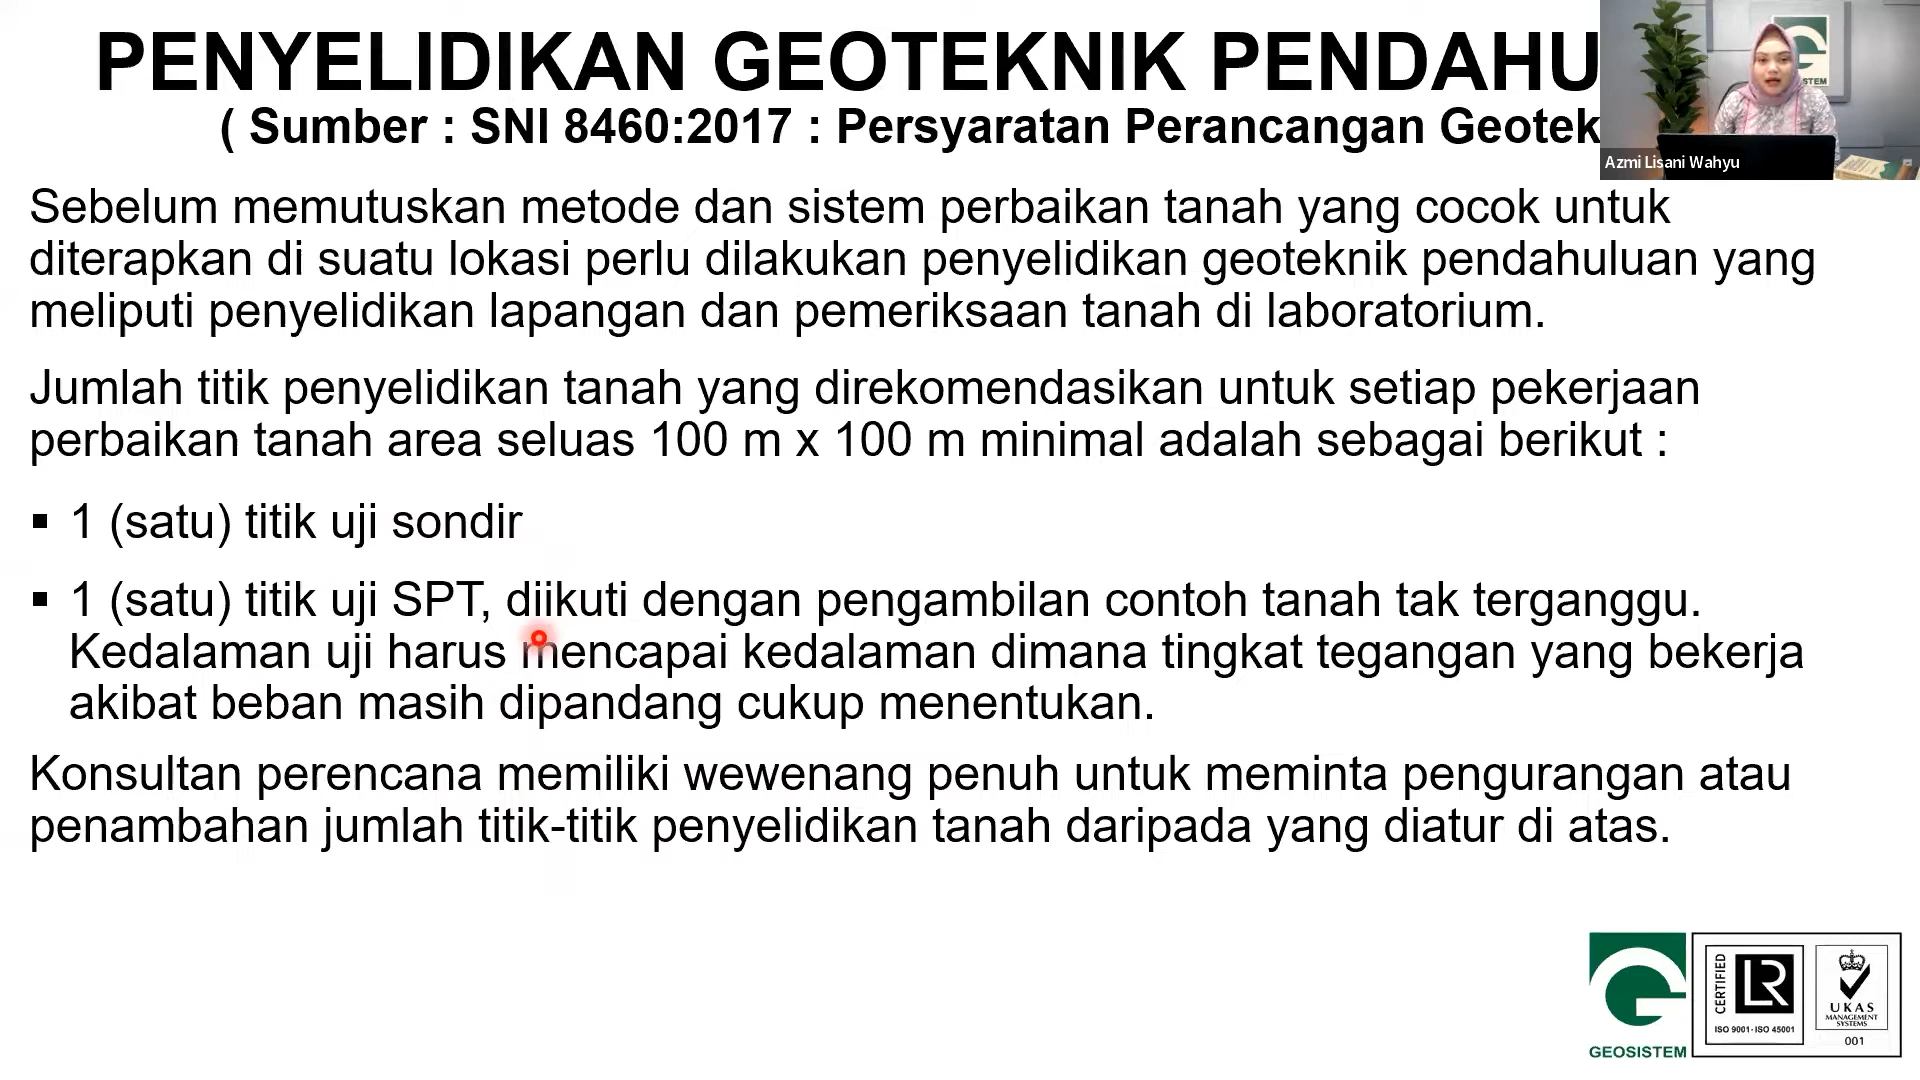 PENYELIDIKAN GEOTEKNIK PENDAHU
( Sumber : SNI 8460:2017 : Persyaratan Perancangan Geotek
STEM
Azmi Lisani Wahyu
Sebelum memutuskan metode dan sistem perbaikan tanah yang cocok untuk
diterapkan di suatu lokasi perlu dilakukan penyelidikan geoteknik pendahuluan yang
meliputi penyelidikan lapangan dan pemeriksaan tanah di laboratorium.
Jumlah titik penyelidikan tanah yang direkomendasikan untuk setiap pekerjaan
perbaikan tanah area seluas 100 m x 100 m minimal adalah sebagai berikut :
▪ 1 (satu) titik uji sondir
▪ 1 (satu) titik uji SPT, diikuti dengan pengambilan contoh tanah tak terganggu.
Kedalaman uji harus mencapai kedalaman dimana tingkat tegangan yang bekerja
akibat beban masih dipandang cukup menentukan.
Konsultan perencana memiliki wewenang penuh untuk meminta pengurangan atau
penambahan jumlah titik-titik penyelidikan tanah daripada yang diatur di atas.
GEOSISTEM
CERTIFIED
LR
ISO 9001 · ISO 45001
UKAS
MANAGEMENT
SYSTEMS
001